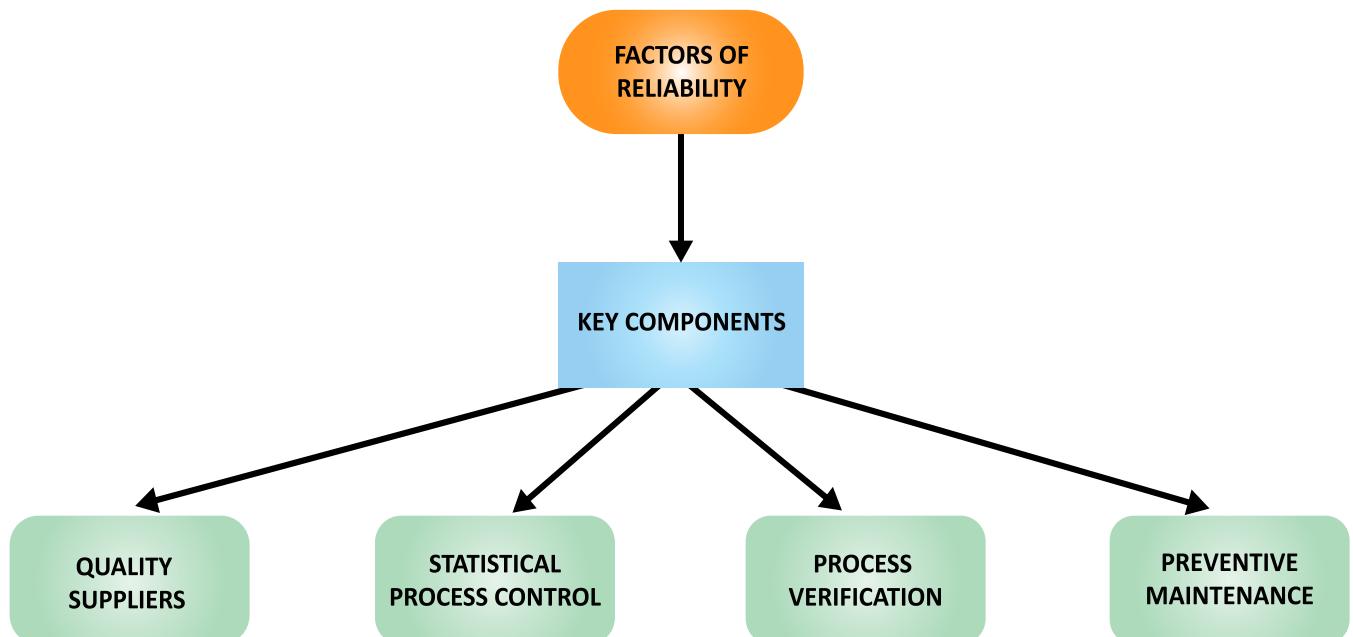 FACTORS OF
RELIABILITY
KEY COMPONENTS
QUALITY
SUPPLIERS
STATISTICAL
PROCESS CONTROL
PROCESS
VERIFICATION
PREVENTIVE
MAINTENANCE